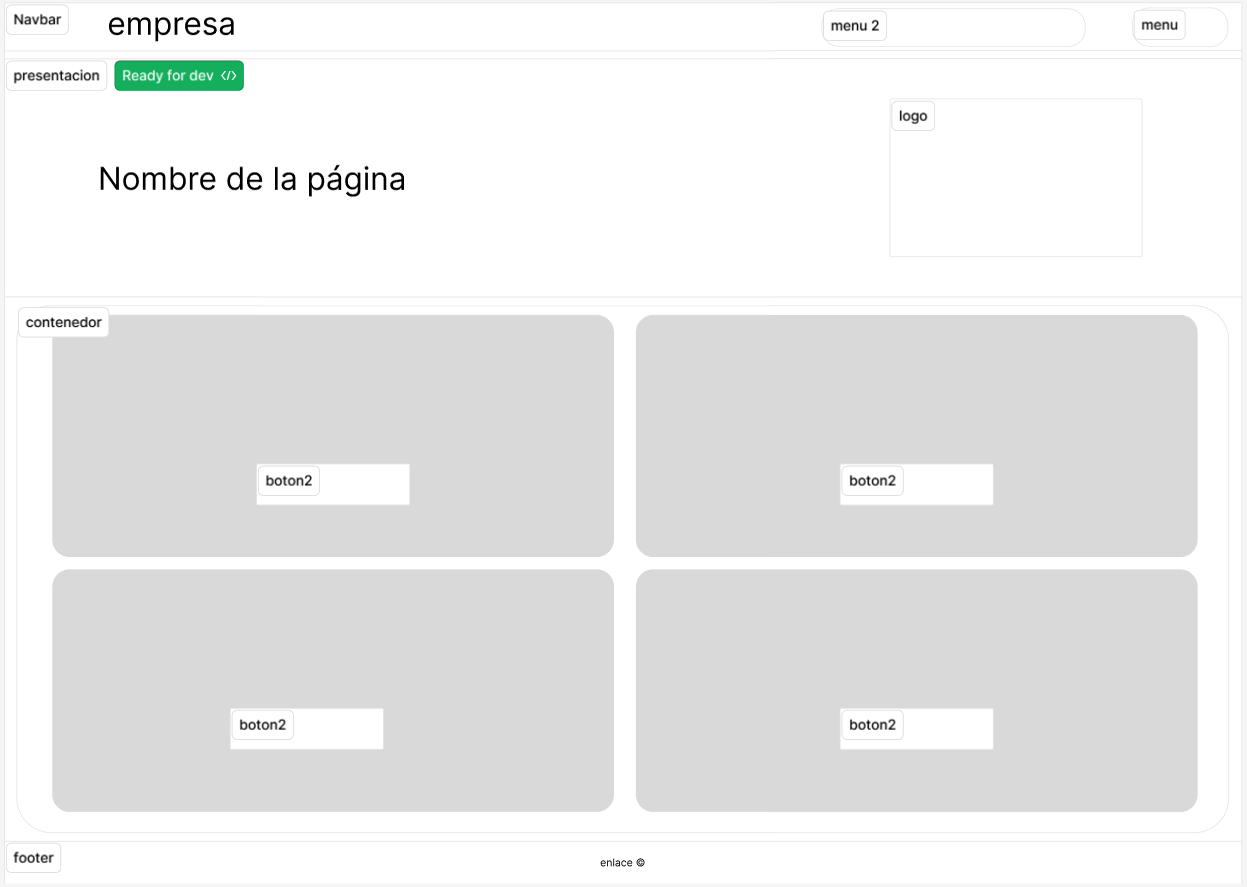 Navbar
empresa
menu 2
menu
presentacion
Ready for dev </>
logo
Nombre de la página
contenedor
boton2
boton2
boton2
boton2
footer
enlace ©